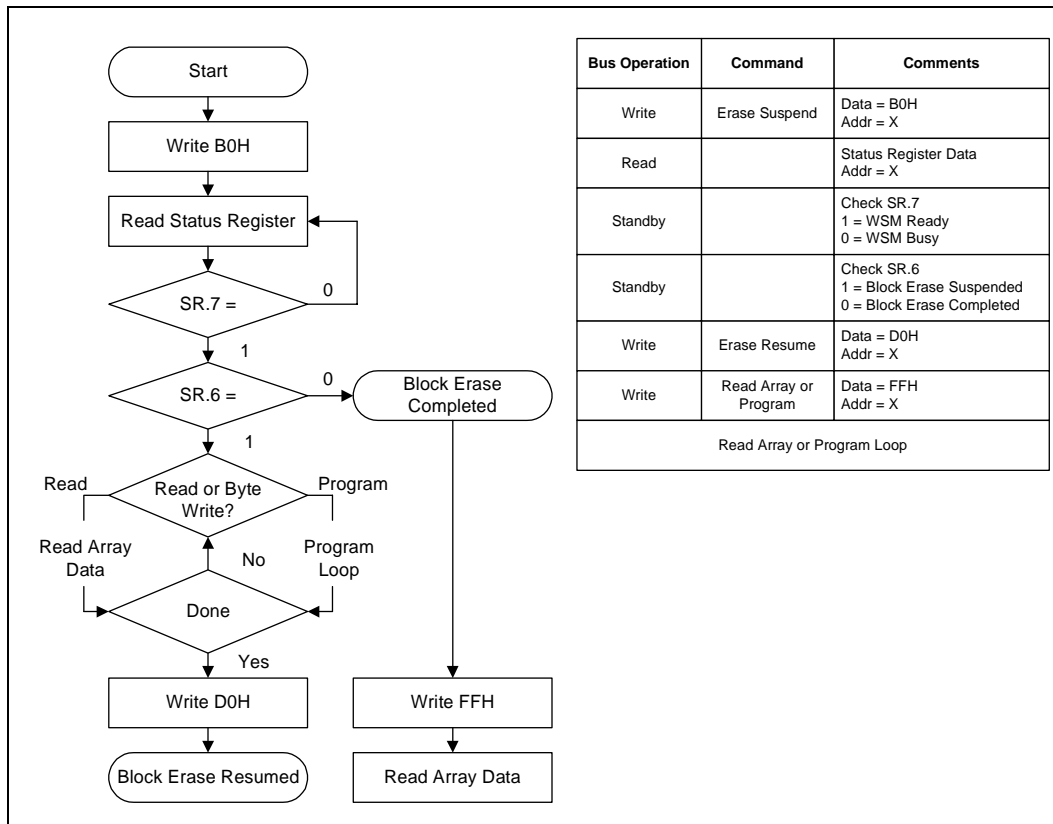 Start
Write B0H
Read Status Register
0
SR.7 =
1
0
SR.6 =
Block Erase
Completed
1
Read
Read or Byte
Write?
Program
Read Array
Data
No
Program
Loop
Done
Yes
Write D0H
Write FFH
Block Erase Resumed
Read Array Data
Bus Operation Command Comments
Write Erase Suspend Data = B0H
Addr = X
Read Status Register Data
Addr = X
Standby Check SR.7
1 = WSM Ready
0 = WSM Busy
Standby Check SR.6
1 = Block Erase Suspended
0 = Block Erase Completed
Write Erase Resume Data = D0H
Addr = X
Write Read Array or Program Data = FFH
Addr = X
Read Array or Program Loop